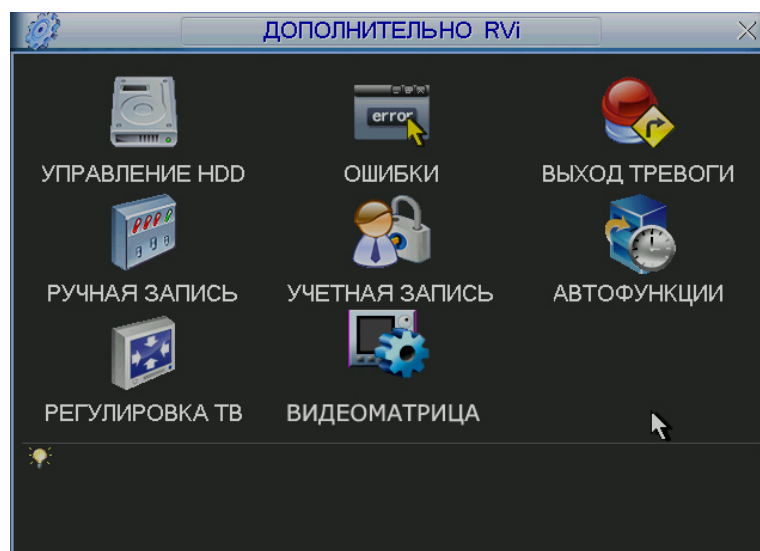 ДОПОЛНИТЕЛЬНО RVi
error
УПРАВЛЕНИЕ HDD
ОШИБКИ
ВЫХОД ТРЕВОГИ
РУЧНАЯ ЗАПИСЬ
УЧЕТНАЯ ЗАПИСЬ
АВТОФУНКЦИИ
РЕГУЛИРОВКА ТВ
ВИДЕОМАТРИЦА